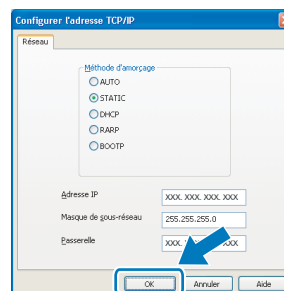 Configurer l'adresse TCP/IP
Réseau
Méthode d'amorçage
AUTO
STATIC
DHCP
RARP
BOOTP
Adresse IP XXX. XXX. XXX. XXX
Masque de sous-réseau 255.255.255.0
Passerelle XXX.
OK Annuler Aide